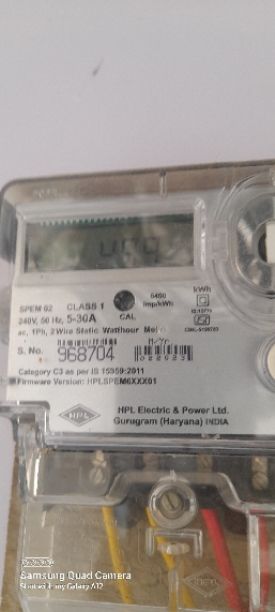 SPEM 02 CLASS 1
240V, 50 Hz, 5-30A
CAL
6400
imp/kWh
kWh
ac, 1Ph, 2 Wire Static Watthour
M/Yr
S. No. 968704
Category C3 as per IS 15959:2011
Firmware Version: HPLSPEM6XXX01
HPL
HPL Electric & Power Ltd.
Gurugram (Haryana) INDIA
Samsung Quad Camera
Shot with my Galaxy A12